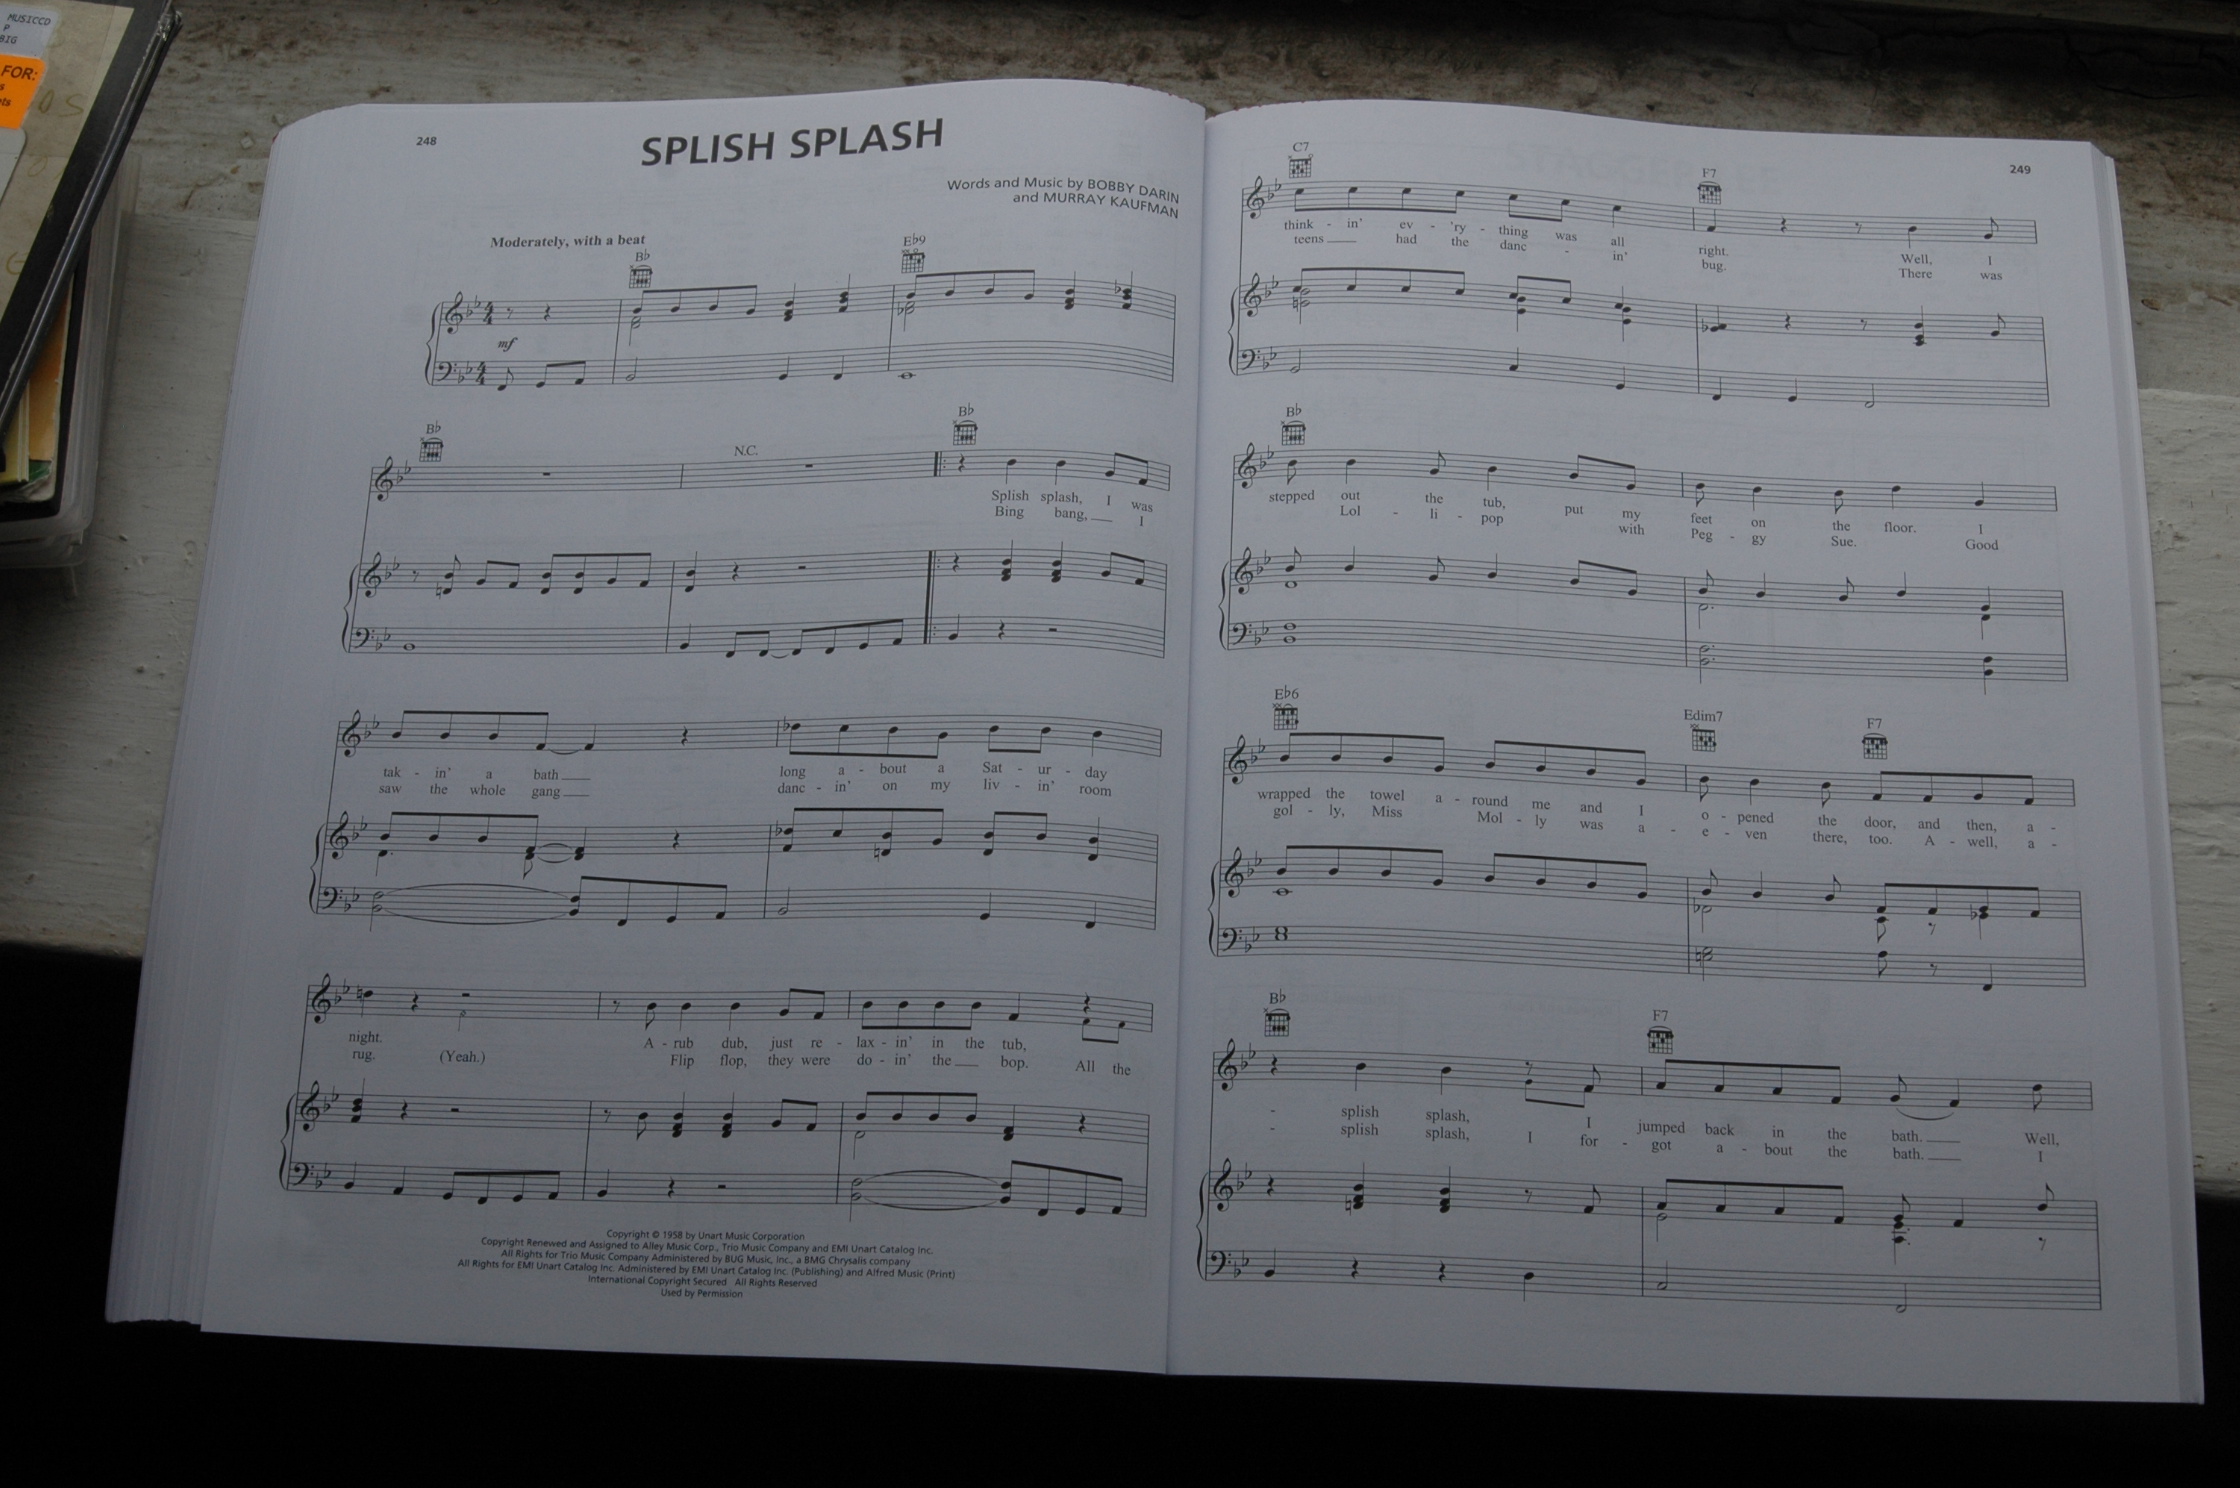 MUSICCD
P
BIG
FOR:
248
SPLISH SPLASH
Words and Music by BOBBY DARIN
and MURRAY KAUFMAN
Moderately, with a beat
B♭ E♭9
mf
B♭ N.C. B♭
Splish splash, I was
Bing bang, I
tak - in' a bath long a - bout a Sat - ur - day
saw the whole gang danc - in' on my liv - in' room
night. A - rub dub, just re - lax - in' in the tub,
rug. (Yeah.) Flip flop, they were do - in' the bop. All the
Copyright © 1958 by Unart Music Corporation
Copyright Renewed and Assigned to Alley Music Corp., Trio Music Company and EMI Unart Catalog Inc.
All Rights for Trio Music Company Administered by BUG Music, Inc., a BMG Chrysalis company
All Rights for EMI Unart Catalog Inc. Administered by EMI Unart Catalog Inc. (Publishing) and Alfred Music (Print)
International Copyright Secured All Rights Reserved
Used by Permission
249
C7 F7
think - in' ev - 'ry - thing was all right. Well, I
teens had the danc - in' bug. There was
B♭
stepped out the tub, put my feet on the floor. I
Lol - li - pop with Peg - gy Sue. Good
E♭6 Edim7 F7
wrapped the towel a - round me and I o - pened the door, and then, a -
gol - ly, Miss Mol - ly was a - e - ven there, too. A - well, a -
B♭ F7
- splish splash, I jumped back in the bath. Well,
- splish splash, I for - got a - bout the bath. I